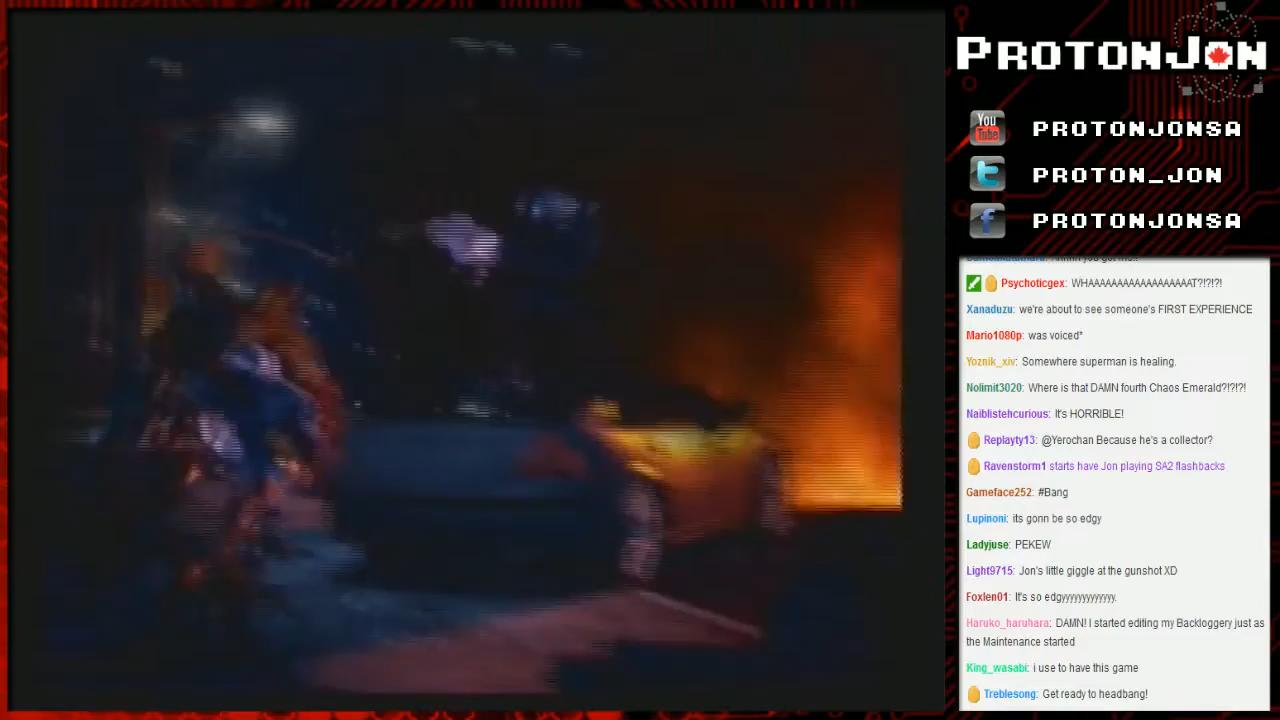 PROTONJON
You
Tube
PROTONJONSA
PROTON_JON
PROTONJONSA
Psychoticgex: WHAAAAAAAAAAAAAAAAAT?!?!?!
Xanaduzu: we're about to see someone's FIRST EXPERIENCE
Mario1080p: was voiced*
Yoznik_xiv: Somewhere superman is healing.
Nolimit3020: Where is that DAMN fourth Chaos Emerald?!?!?!
Naiblistehcurious: It's HORRIBLE!
Replayty13: @Yerochan Because he's a collector?
Ravenstorm1 starts have Jon playing SA2 flashbacks
Gameface252: #Bang
Lupinoni: its gonn be so edgy
Ladyjuse: PEKEW
Light9715: Jon's little giggle at the gunshot XD
Foxlen01: It's so edgyyyyyyyyyyyyy.
Haruko_haruhara: DAMN! I started editing my Backloggery just as
the Maintenance started
King_wasabi: i use to have this game
Treblesong: Get ready to headbang!